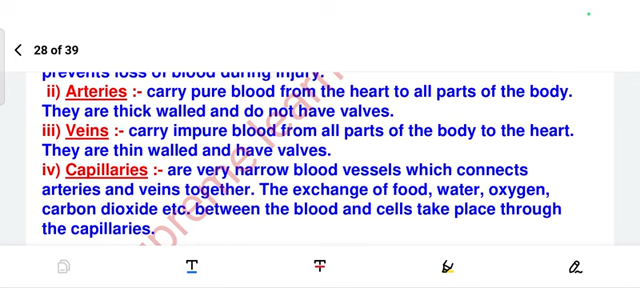 28 of 39
prevents loss of blood during injury.
ii) Arteries :- carry pure blood from the heart to all parts of the body.
They are thick walled and do not have valves.
iii) Veins :- carry impure blood from all parts of the body to the heart.
They are thin walled and have valves.
iv) Capillaries :- are very narrow blood vessels which connects
arteries and veins together. The exchange of food, water, oxygen,
carbon dioxide etc. between the blood and cells take place through
the capillaries.